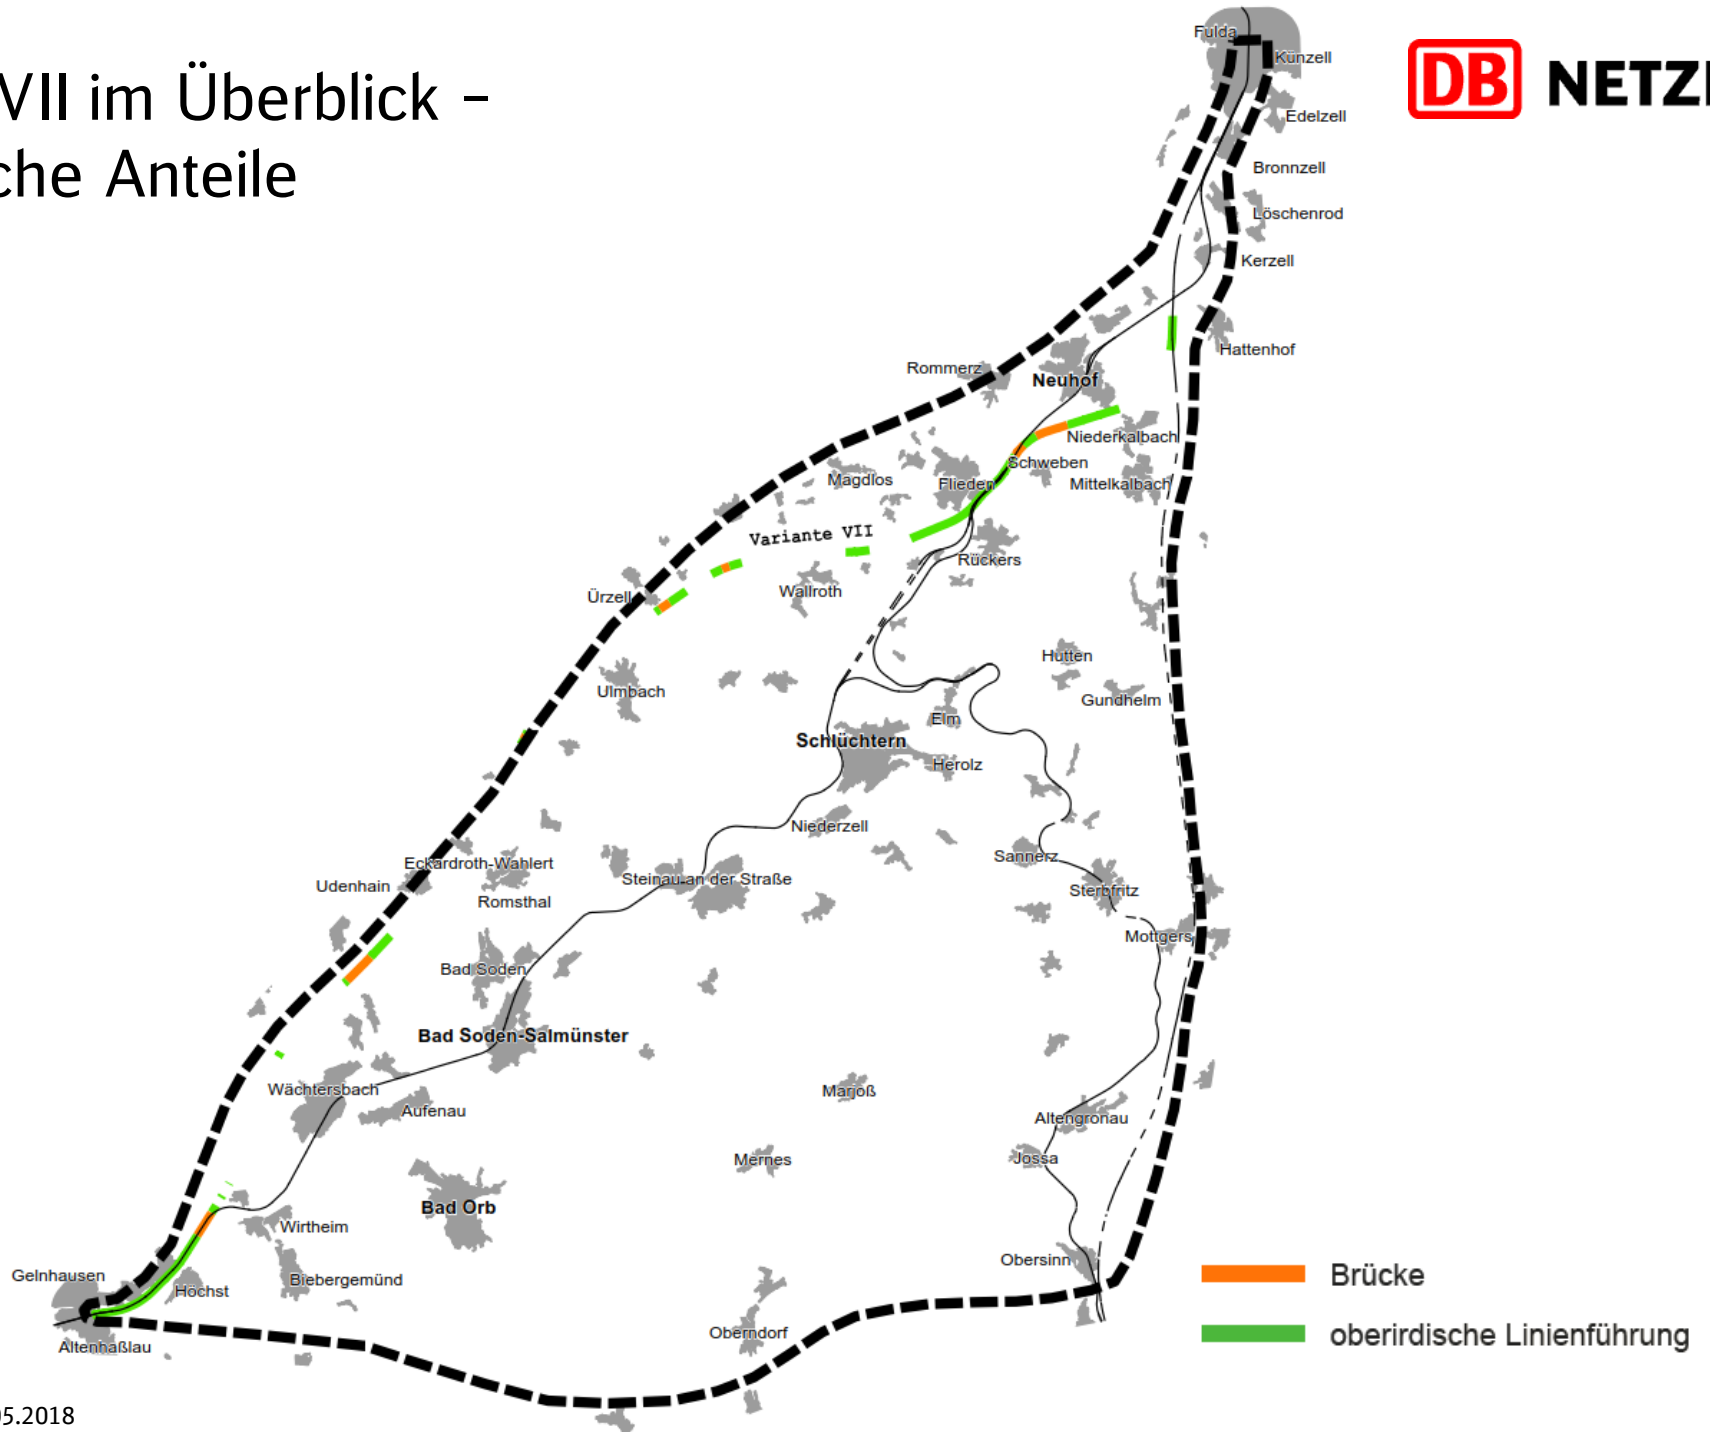 VII im Überblick –
che Anteile
DB NETZ
Fulda
Künzell
Edelzell
Bronnzell
Löschenrod
Kerzell
Hattenhof
Rommerz
Neuhof
Niederkalbach
Schweben
Magdlos
Flieden
Mittelkalbach
Variante VII
Rückers
Ürzell
Wallroth
Hutten
Ulmbach
Gundhelm
Elm
Schlüchtern
Herolz
Niederzell
Eckardroth-Wahlert
Sannerz
Udenhain
Steinau an der Straße
Sterbfritz
Romsthal
Mottgers
Bad Soden
Bad Soden-Salmünster
Wächtersbach
Marjoß
Aufenau
Altengronau
Mernes
Jossa
Bad Orb
Wirtheim
Obersinn
Gelnhausen
Biebergemünd
Höchst
Brücke
Oberndorf
oberirdische Linienführung
Altenhaßlau
05.2018